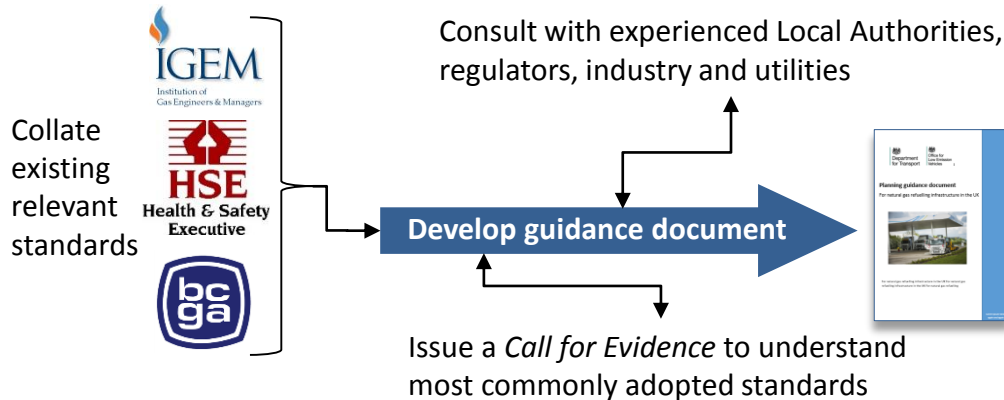 Collate
existing
relevant
standards
IGEM
Institution of
Gas Engineers & Managers
HSE
Health & Safety
Executive
bc
ga
Consult with experienced Local Authorities,
regulators, industry and utilities
Develop guidance document
Issue a Call for Evidence to understand
most commonly adopted standards
Department
for Transport
Office for
Low Emission
Vehicles
Planning guidance document
For natural gas refuelling infrastructure in the UK